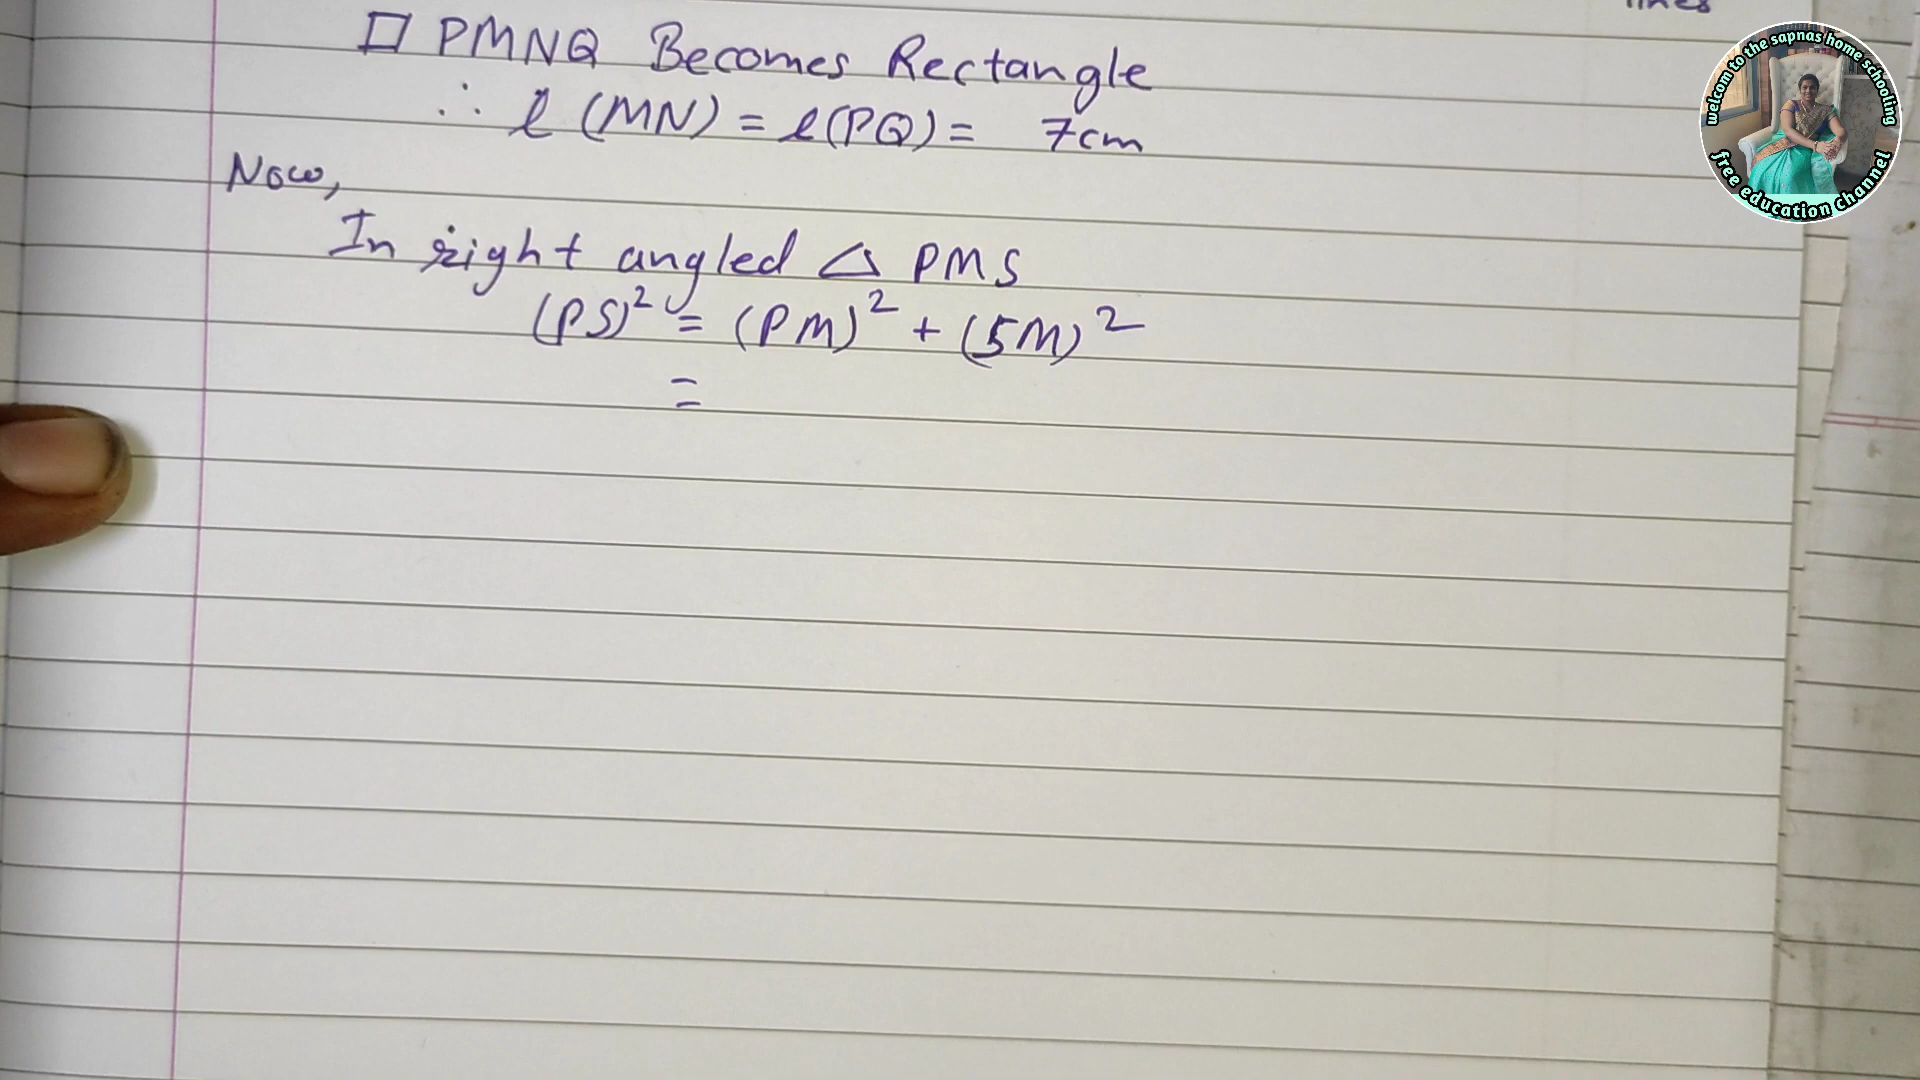 lines
□ PMNQ Becomes Rectangle
∴ l (MN) = l(PQ) = 7cm
Now,
In right angled △ PMS
(PS)² = (PM)² + (SM)²
=
welcom to the sapnas home schooling
free education channel